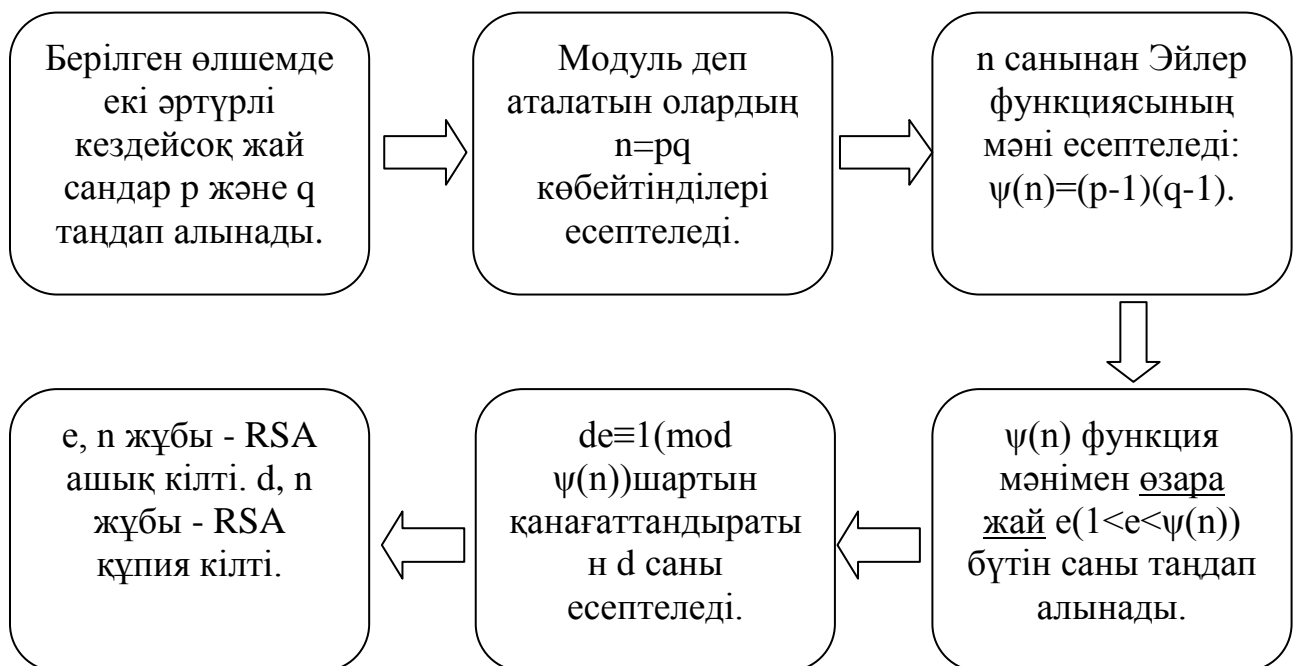 Берілген өлшемде
екі әртүрлі
кездейсоқ жай
сандар p және q
таңдап алынады.
Модуль деп
аталатын олардың
n=pq
көбейтінділері
есептеледі.
n санынан Эйлер
функциясының
мәні есептеледі:
ψ(n)=(p-1)(q-1).
ψ(n) функция
мәнімен өзара
жай e(1<e<ψ(n))
бүтін саны таңдап
алынады.
de≡1(mod
ψ(n))шартын
қанағаттандыраты
н d саны
есептеледі.
e, n жұбы - RSA
ашық кілті. d, n
жұбы - RSA
құпия кілті.